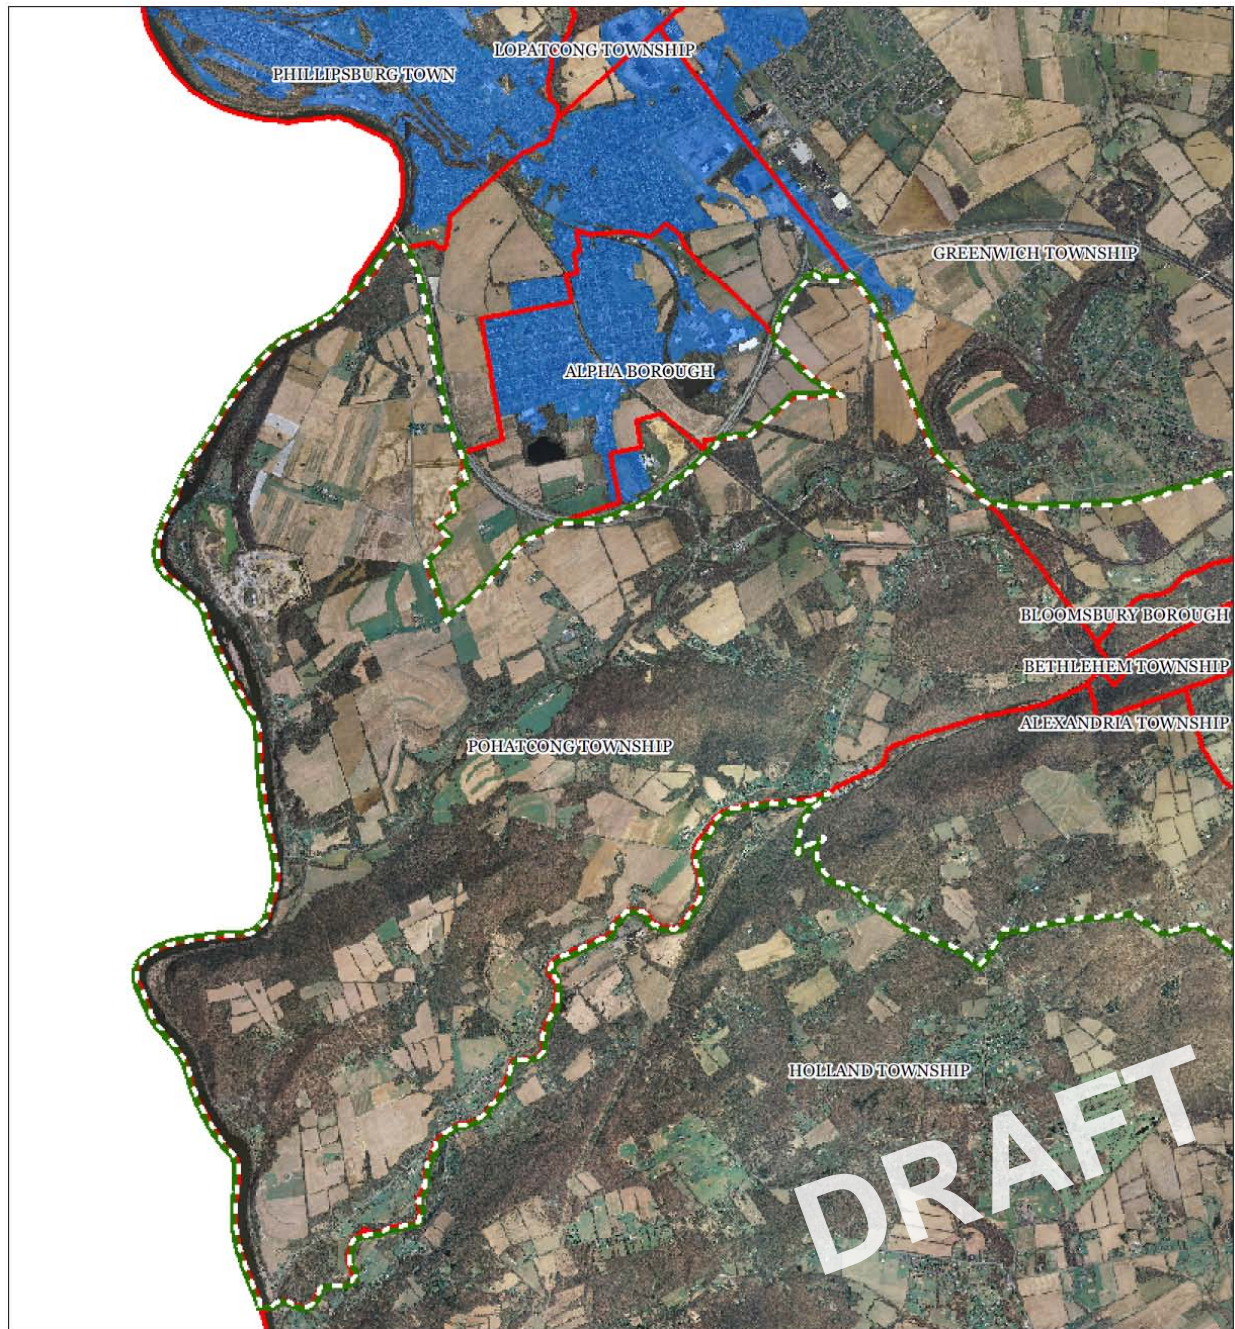 LOPATCONG TOWNSHIP
PHILLIPSBURG TOWN
GREENWICH TOWNSHIP
ALPHA BOROUGH
BLOOMSBURY BOROUGH
BETHLEHEM TOWNSHIP
ALEXANDRIA TOWNSHIP
POHATCONG TOWNSHIP
HOLLAND TOWNSHIP
DRAFT